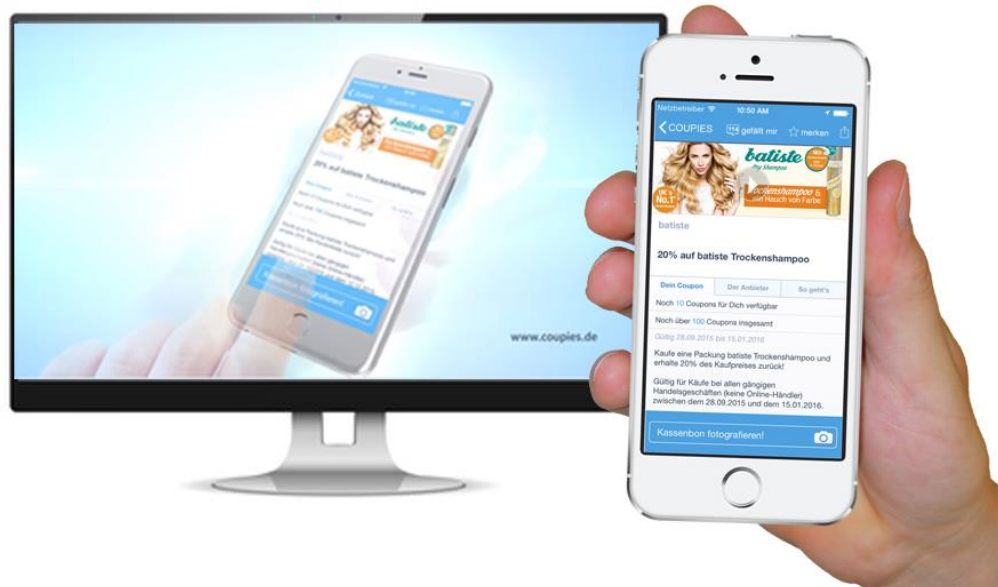 batiste
20% auf batiste Trockenshampoo
Kassenbon fotografieren!
www.coupies.de
Netzbetreiber 10:50 AM
COUPIES 114 gefällt mir merken
batiste
dry shampoo
UK's
No.1
Trockenshampoo &
ein Hauch von Farbe
batiste
20% auf batiste Trockenshampoo
Dein Coupon Der Anbieter So geht's
Noch 10 Coupons für Dich verfügbar
Noch über 100 Coupons insgesamt
Gültig 28.09.2015 bis 15.01.2016
Kaufe eine Packung batiste Trockenshampoo und
erhalte 20% des Kaufpreises zurück!
Gültig für Käufe bei allen gängigen
Handelsgeschäften (keine Online-Händler)
zwischen dem 28.09.2015 und dem 15.01.2016.
Kassenbon fotografieren!